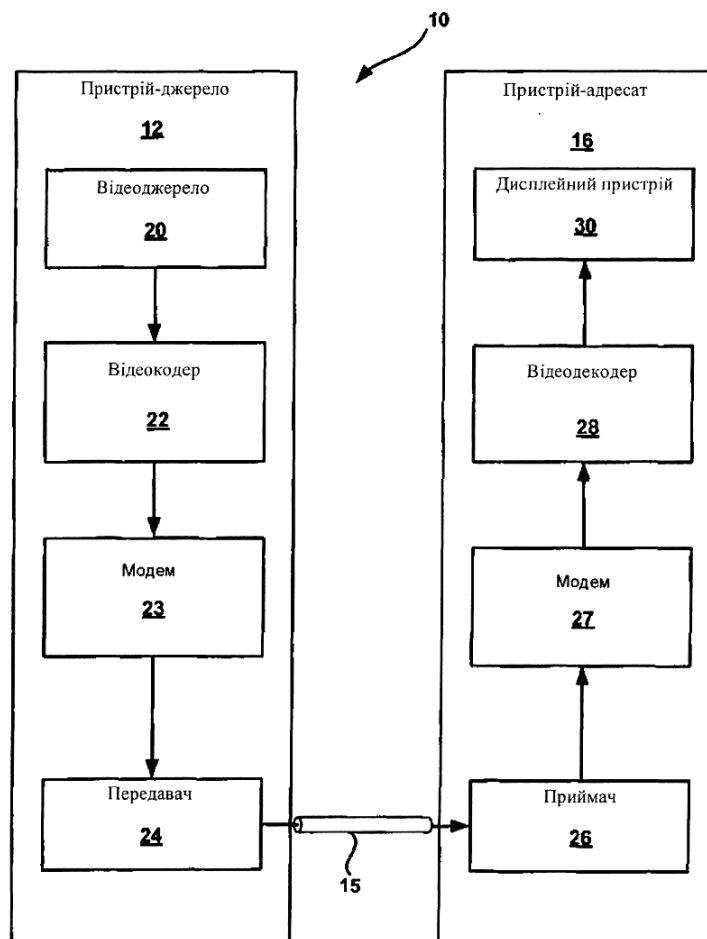 10
Пристрій-джерело
12
Відеоджерело
20
Відеокодер
22
Модем
23
Передавач
24
15
Пристрій-адресат
16
Дисплейний пристрій
30
Відеодекодер
28
Модем
27
Приймач
26